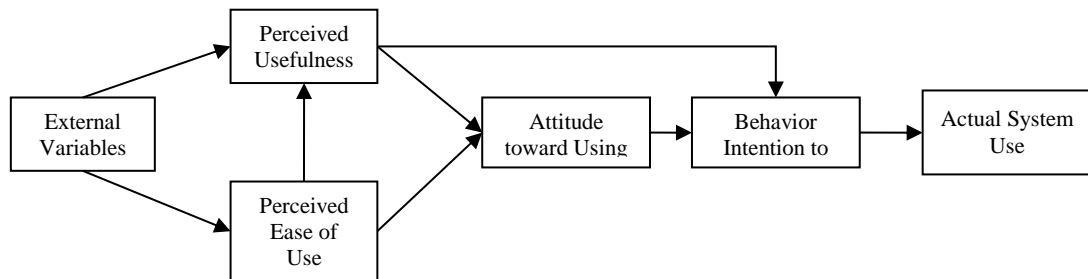 Perceived
Usefulness
External
Variables
Perceived
Ease of
Use
Attitude
toward Using
Behavior
Intention to
Actual System
Use